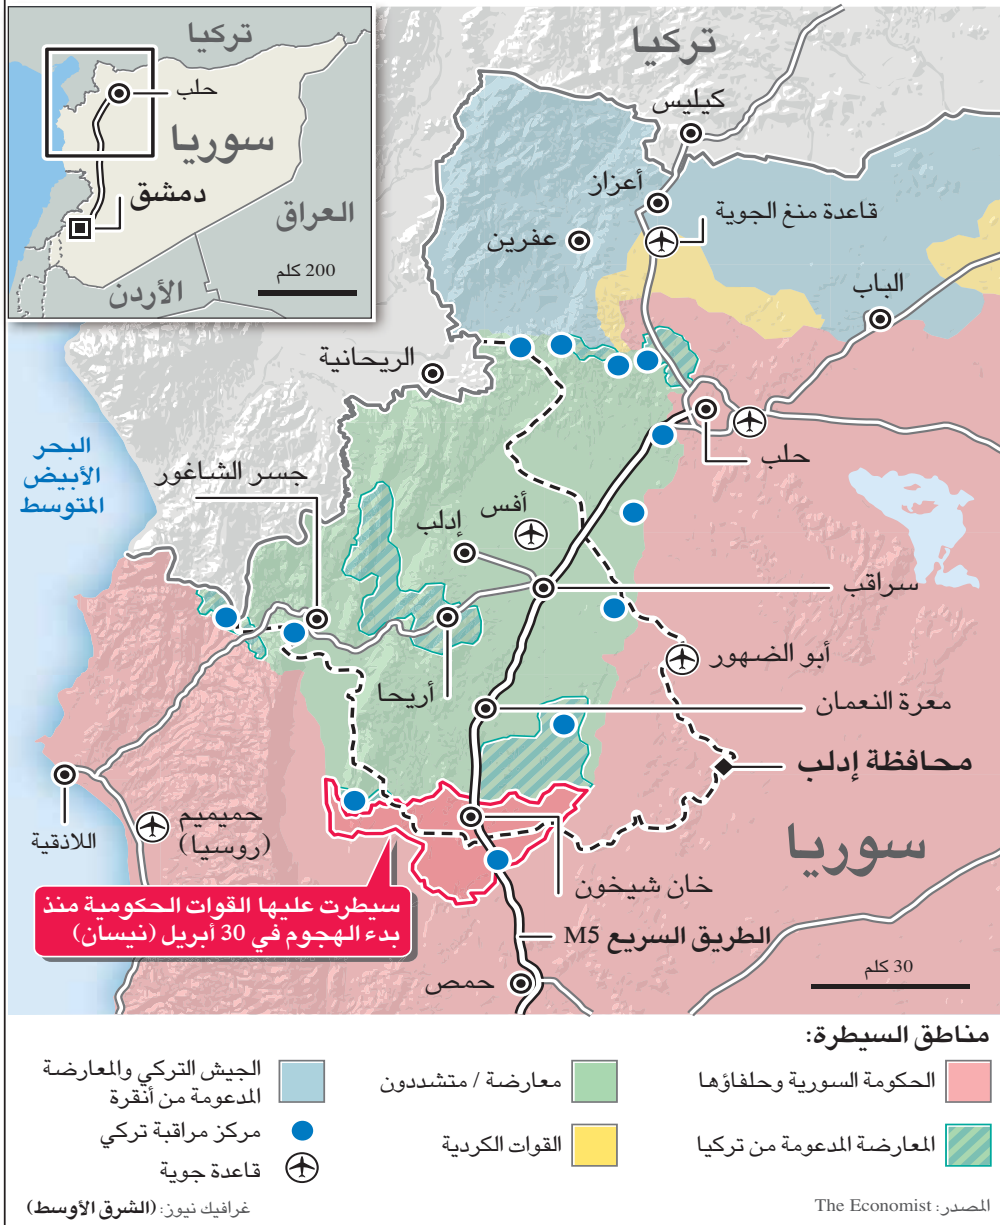 تركيا
حلب
سوريا
دمشق
العراق
الأردن
200 كلم
تركيا
كيليس
أعزاز
قاعدة منغ الجوية
عفرين
الباب
الريحانية
حلب
البحر
الأبيض
المتوسط
جسر الشاغور
أفس
إدلب
سراقب
أبو الضهور
أريحا
معرة النعمان
محافظة إدلب
اللاذقية
حميميم
(روسيا)
سوريا
خان شيخون
سيطرت عليها القوات الحكومية منذ
بدء الهجوم في 30 أبريل (نيسان)
الطريق السريع M5
حمص
30 كلم
مناطق السيطرة:
الحكومة السورية وحلفاؤها
معارضة / متشددون
الجيش التركي والمعارضة
المدعومة من أنقرة
المعارضة المدعومة من تركيا
القوات الكردية
مركز مراقبة تركي
قاعدة جوية
المصدر: The Economist
غرافيك نيوز: (الشرق الأوسط)